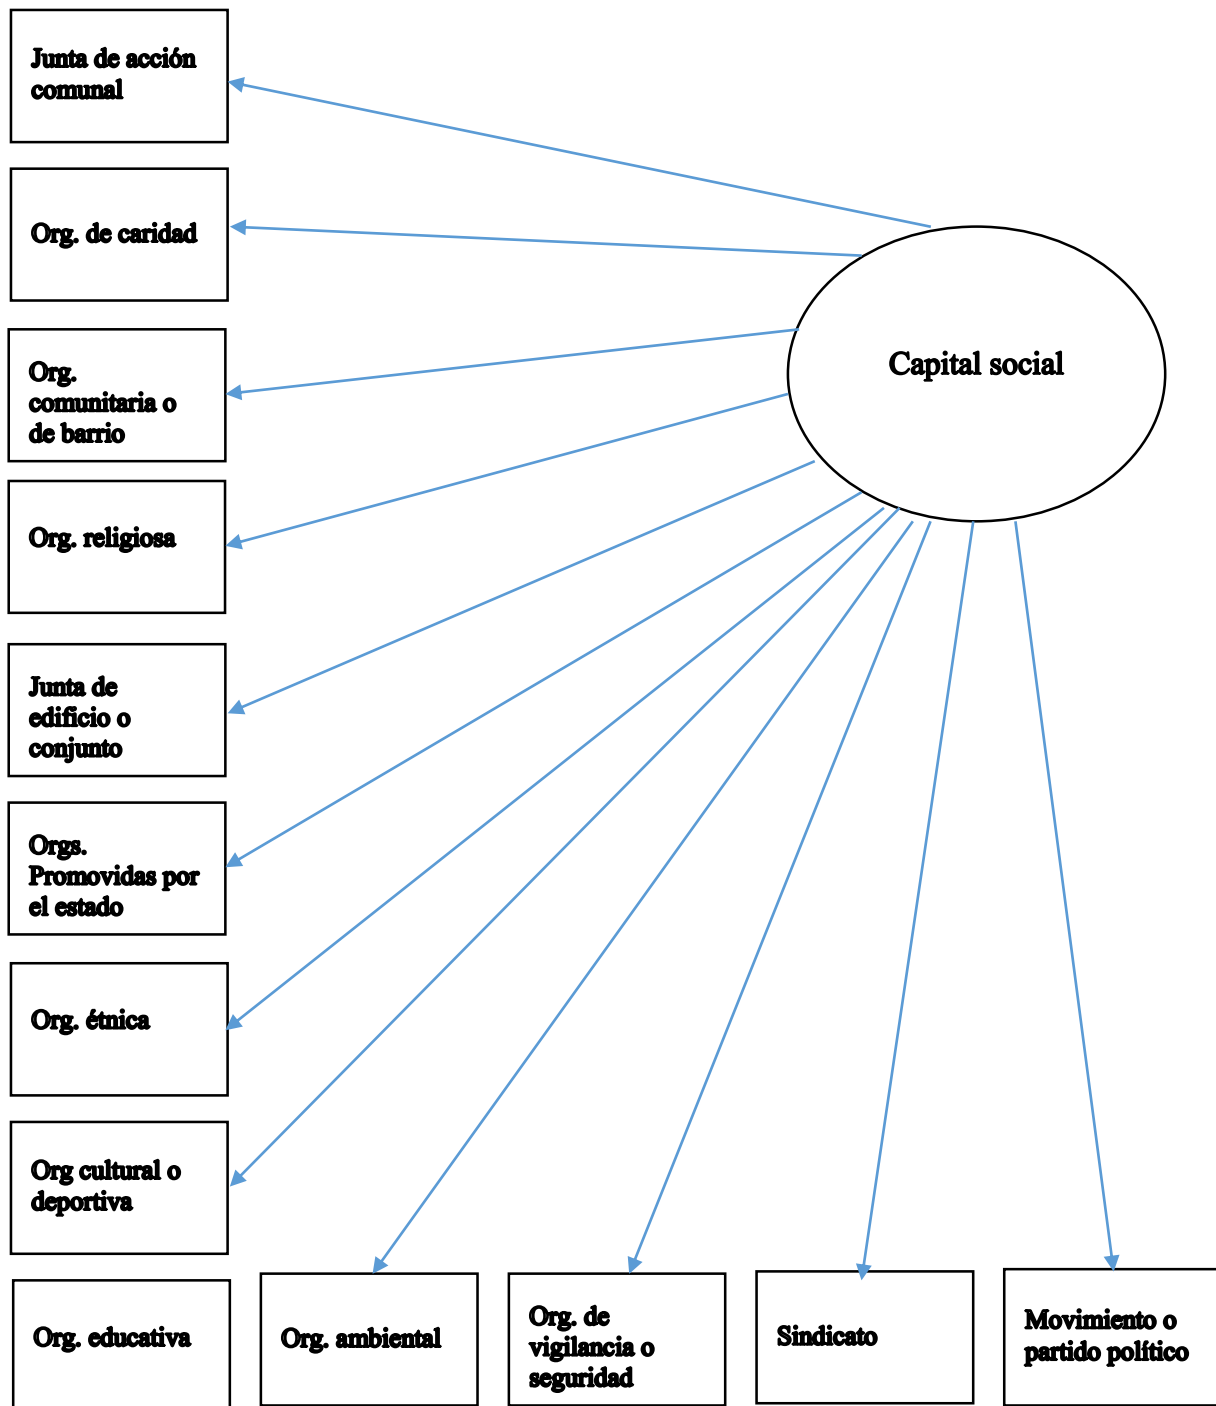 Junta de acción
comunal
Org. de caridad
Org.
comunitaria o
de barrio
Capital social
Org. religiosa
Junta de
edificio o
conjunto
Orgs.
Promovidas por
el estado
Org. étnica
Org cultural o
deportiva
Org. educativa
Org. ambiental
Org. de
vigilancia o
seguridad
Sindicato
Movimiento o
partido político